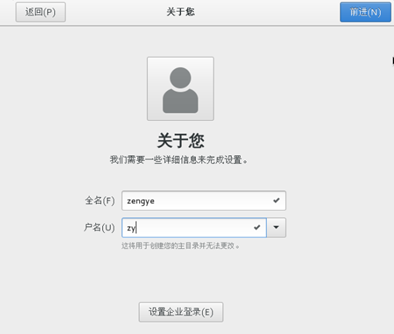 返回(P)
关于您
前进(N)
关于您
我们需要一些详细信息来完成设置。
全名(F)
zengye
户名(U)
zy
这将用于创建您的主目录并无法更改。
设置企业登录(E)